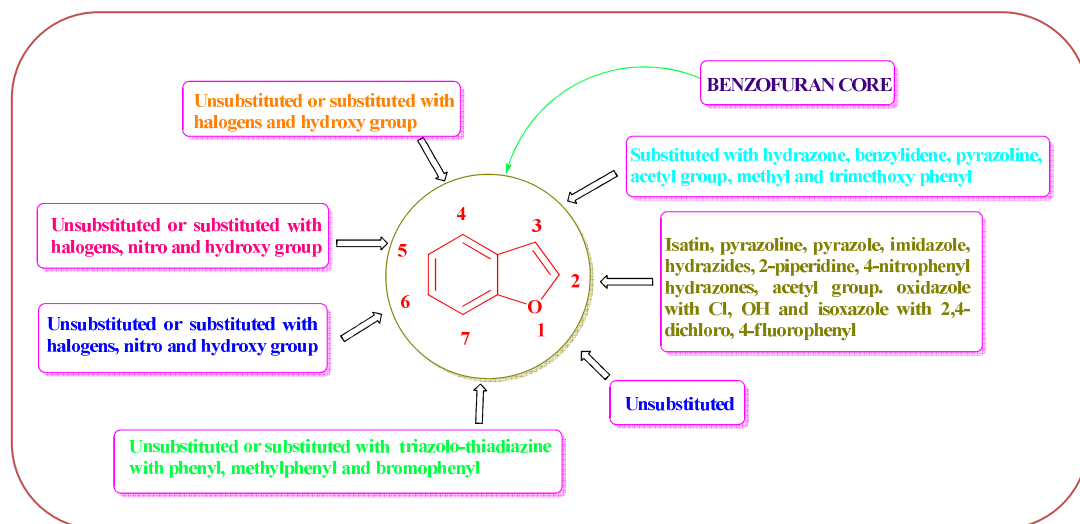 BENZOFURAN CORE
Unsubstituted or substituted with
halogens and hydroxy group
Substituted with hydrazone, benzylidene, pyrazoline,
acetyl group, methyl and trimethoxy phenyl
Unsubstituted or substituted with
halogens, nitro and hydroxy group
4
3
5
2
6
O
1
7
Isatin, pyrazoline, pyrazole, imidazole,
hydrazides, 2-piperidine, 4-nitrophenyl
hydrazones, acetyl group. oxidazole
with Cl, OH and isoxazole with 2,4-
dichloro, 4-fluorophenyl
Unsubstituted or substituted with
halogens, nitro and hydroxy group
Unsubstituted
Unsubstituted or substituted with triazolo-thiadiazine
with phenyl, methylphenyl and bromophenyl